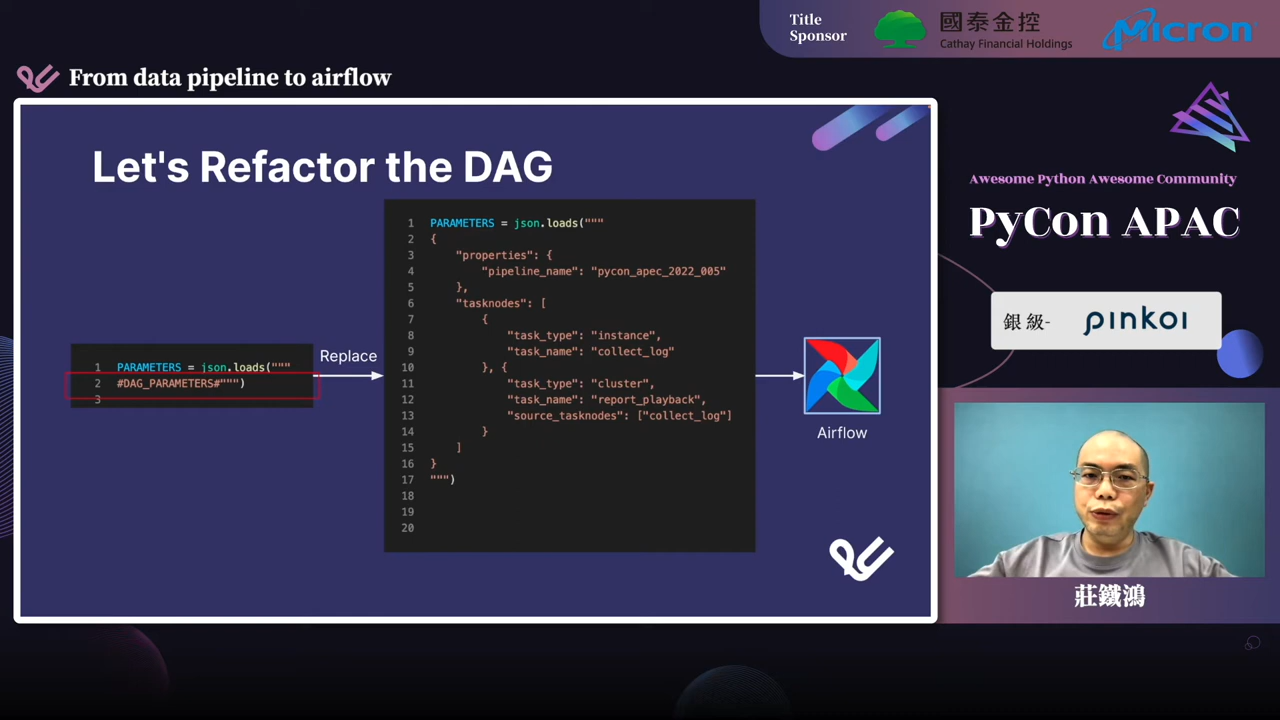 Title
Sponsor
國泰金控
Cathay Financial Holdings
Micron
From data pipeline to airflow
Let's Refactor the DAG
1 PARAMETERS = json.loads("""
2 #DAG_PARAMETERS#""")
3
Replace
1 PARAMETERS = json.loads("""
2 {
3 "properties": {
4 "pipeline_name": "pycon_apec_2022_005"
5 },
6 "tasknodes": [
7 {
8 "task_type": "instance",
9 "task_name": "collect_log"
10 }, {
11 "task_type": "cluster",
12 "task_name": "report_playback",
13 "source_tasknodes": ["collect_log"]
14 }
15 ]
16 }
17 """)
18
19
20
Airflow
Awesome Python Awesome Community
PyCon APAC
銀級- pinkoi
莊鐵鴻